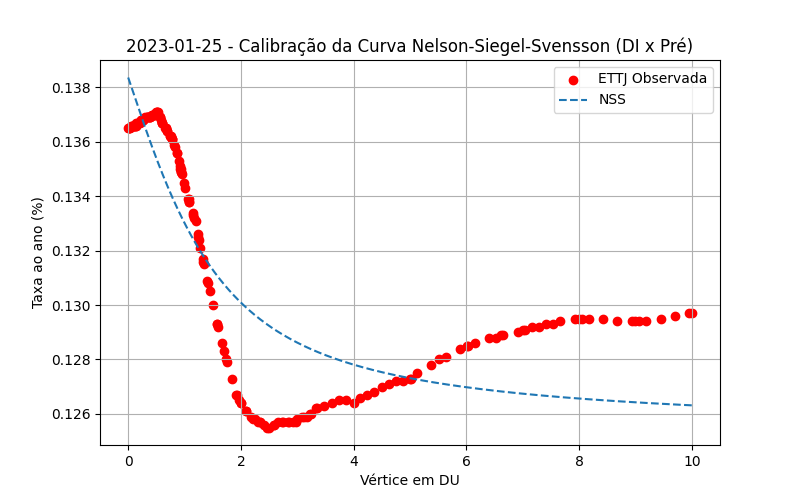 2023-01-25 - Calibração da Curva Nelson-Siegel-Svensson (DI x Pré)
ETTJ Observada
NSS
0.138
0.136
0.134
0.132
0.130
0.128
0.126
Taxa ao ano (%)
0 2 4 6 8 10
Vértice em DU